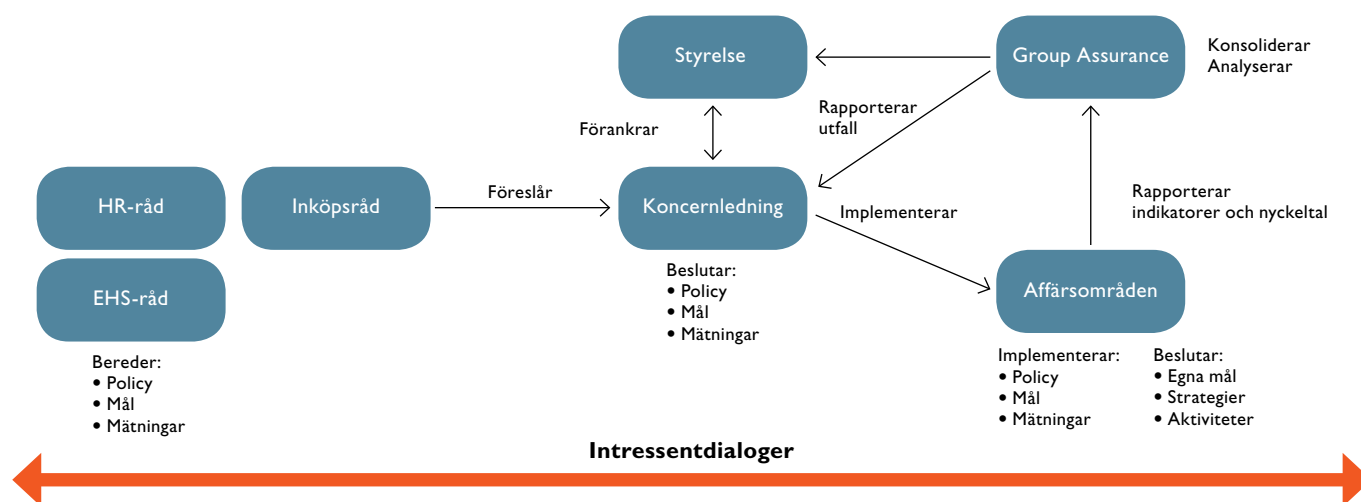 Styrelse
Group Assurance
Konsoliderar
Analyserar
Förankrar
Rapporterar
utfall
HR-råd
Inköpsråd
Föreslår
Koncernledning
Implementerar
Rapporterar
indikatorer och nyckeltal
EHS-råd
Beslutar:
• Policy
• Mål
• Mätningar
Affärsområden
Bereder:
• Policy
• Mål
• Mätningar
Implementerar:
• Policy
• Mål
• Mätningar
Beslutar:
• Egna mål
• Strategier
• Aktiviteter
Intressentdialoger